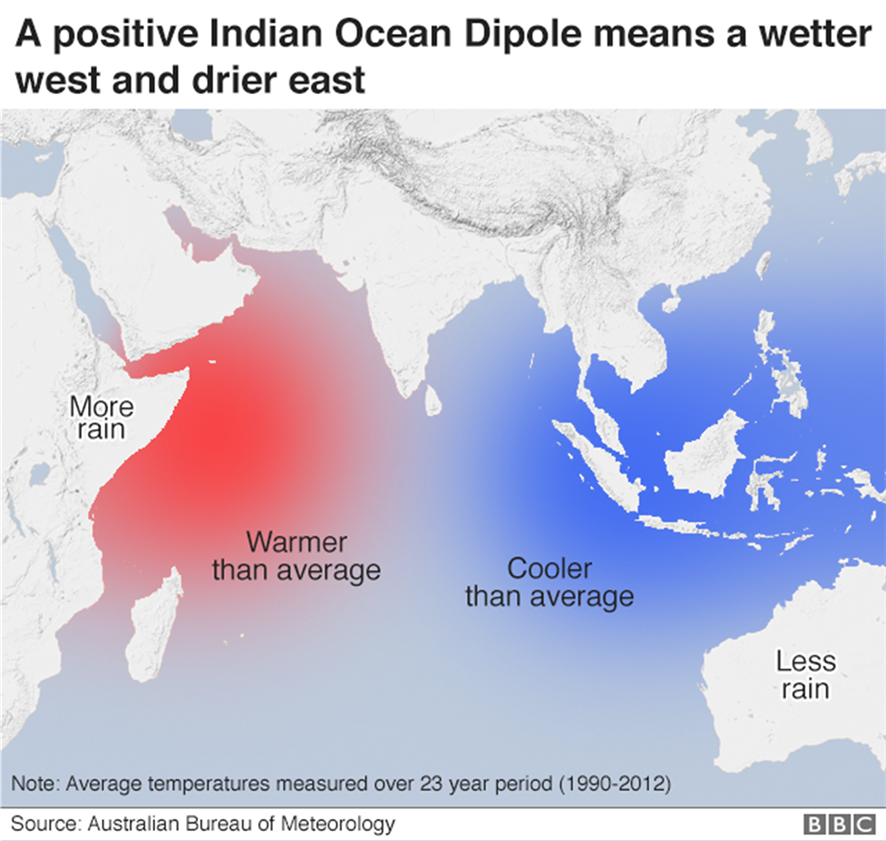 A positive Indian Ocean Dipole means a wetter
west and drier east
More
rain
Warmer
than average
Cooler
than average
Less
rain
Note: Average temperatures measured over 23 year period (1990-2012)
Source: Australian Bureau of Meteorology
BBC